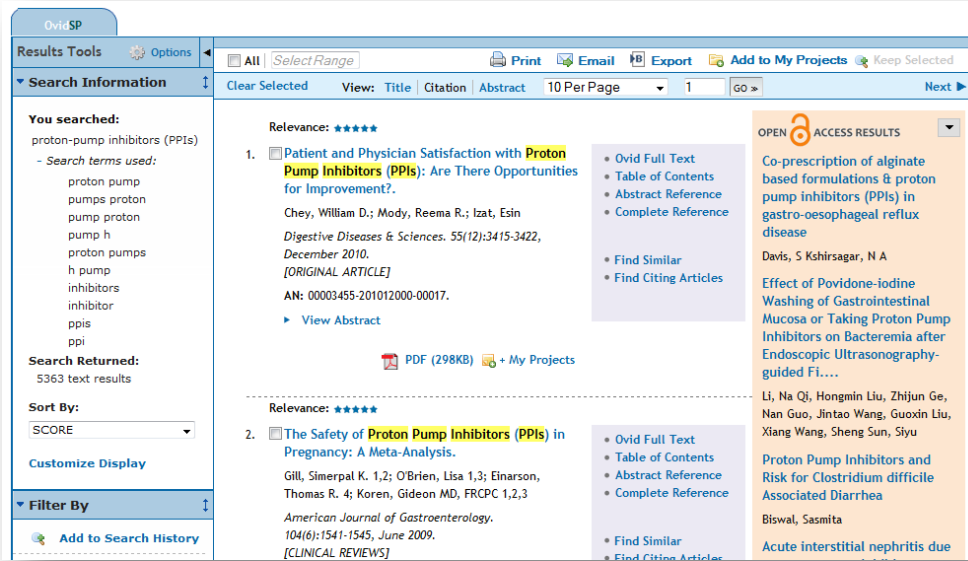 OvidSP
Results Tools
Options
Search Information
You searched:
proton-pump inhibitors (PPIs)
- Search terms used:
proton pump
pumps proton
pump proton
pump h
proton pumps
h pump
inhibitors
inhibitor
ppis
ppi
Search Returned:
5363 text results
Sort By:
SCORE
Customize Display
Filter By
Add to Search History
All
Select Range
Print
Email
Export
Add to My Projects
Keep Selected
Clear Selected
View: Title | Citation | Abstract
10 Per Page
1
GO »
Next
Relevance:
1.
Patient and Physician Satisfaction with Proton
Pump Inhibitors (PPIs): Are There Opportunities
for Improvement?.
Chey, William D.; Mody, Reema R.; Izat, Esin
Digestive Diseases & Sciences. 55(12):3415-3422,
December 2010.
[ORIGINAL ARTICLE]
AN: 00003455-201012000-00017.
View Abstract
• Ovid Full Text
• Table of Contents
• Abstract Reference
• Complete Reference
• Find Similar
• Find Citing Articles
PDF (298KB)
+ My Projects
Relevance:
2.
The Safety of Proton Pump Inhibitors (PPIs) in
Pregnancy: A Meta-Analysis.
Gill, Simerpal K. 1,2; O'Brien, Lisa 1,3; Einarson,
Thomas R. 4; Koren, Gideon MD, FRCPC 1,2,3
American Journal of Gastroenterology.
104(6):1541-1545, June 2009.
[CLINICAL REVIEWS]
• Ovid Full Text
• Table of Contents
• Abstract Reference
• Complete Reference
• Find Similar
• Find Citing Articles
OPEN ACCESS RESULTS
Co-prescription of alginate
based formulations & proton
pump inhibitors (PPIs) in
gastro-oesophageal reflux
disease
Davis, S Kshirsagar, N A
Effect of Povidone-iodine
Washing of Gastrointestinal
Mucosa or Taking Proton Pump
Inhibitors on Bacteremia after
Endoscopic Ultrasonography-
guided Fi....
Li, Na Qi, Hongmin Liu, Zhijun Ge,
Nan Guo, Jintao Wang, Guoxin Liu,
Xiang Wang, Sheng Sun, Siyu
Proton Pump Inhibitors and
Risk for Clostridium difficile
Associated Diarrhea
Biswal, Sasmita
Acute interstitial nephritis due